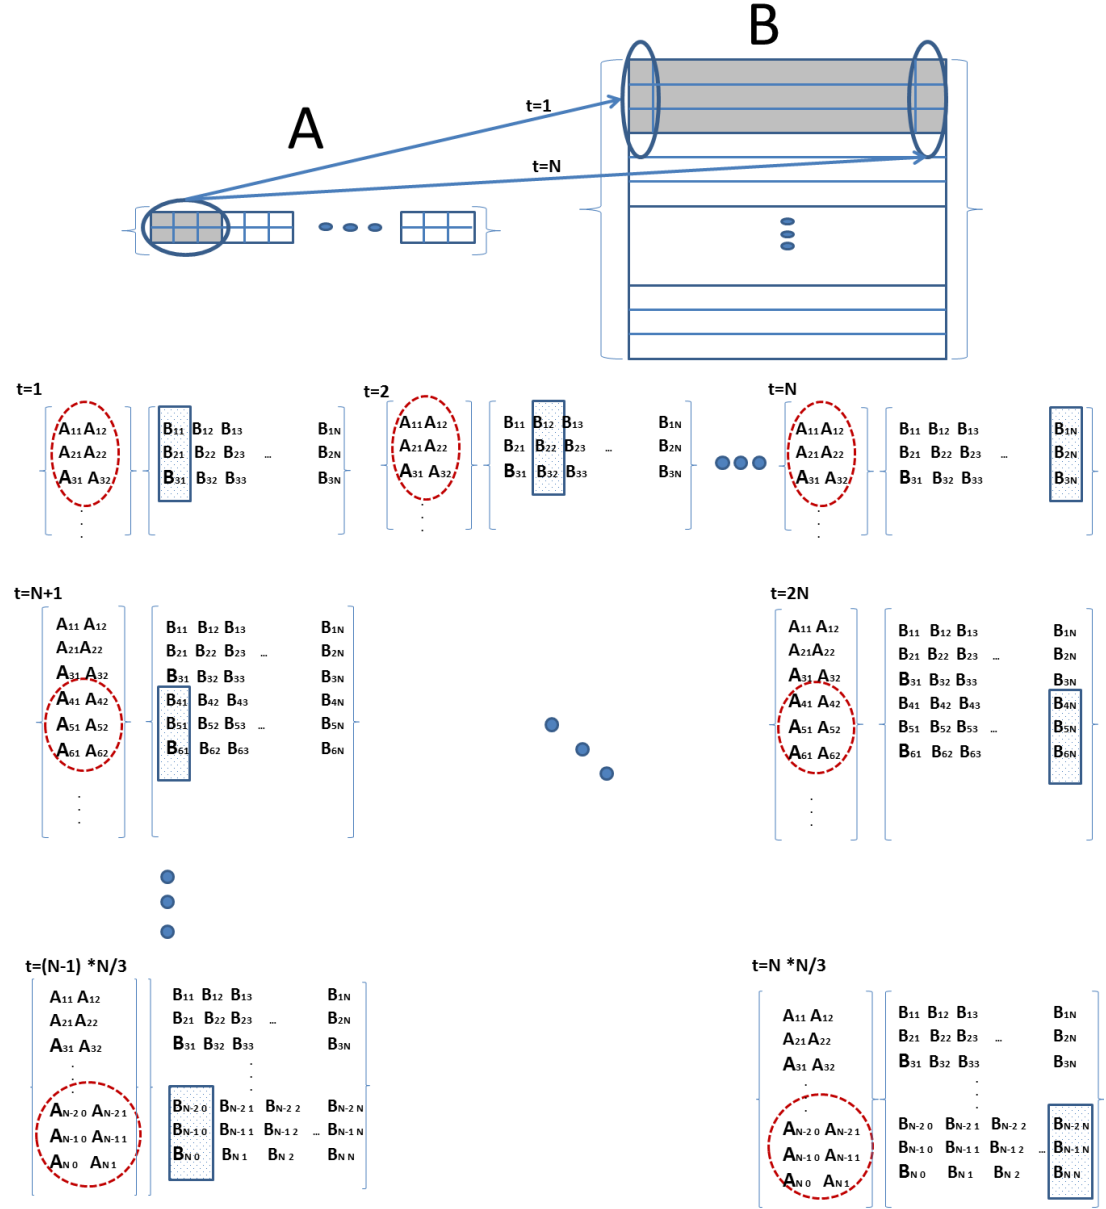 B
A
t=1
t=N
t=1
A11 A12
A21 A22
A31 A32
.
.
.
B11 B12 B13 B1N
B21 B22 B23 ... B2N
B31 B32 B33 B3N
t=2
A11 A12
A21 A22
A31 A32
.
.
.
B11 B12 B13 B1N
B21 B22 B23 ... B2N
B31 B32 B33 B3N
t=N
A11 A12
A21 A22
A31 A32
.
.
.
B11 B12 B13 B1N
B21 B22 B23 ... B2N
B31 B32 B33 B3N
t=N+1
A11 A12
A21 A22
A31 A32
A41 A42
A51 A52
A61 A62
.
.
.
B11 B12 B13 B1N
B21 B22 B23 ... B2N
B31 B32 B33 B3N
B41 B42 B43 B4N
B51 B52 B53 ... B5N
B61 B62 B63 B6N
t=2N
A11 A12
A21 A22
A31 A32
A41 A42
A51 A52
A61 A62
.
.
.
B11 B12 B13 B1N
B21 B22 B23 ... B2N
B31 B32 B33 B3N
B41 B42 B43 B4N
B51 B52 B53 ... B5N
B61 B62 B63 B6N
t=(N-1) *N/3
A11 A12
A21 A22
A31 A32
.
.
AN-2 0 AN-2 1
AN-1 0 AN-1 1
AN 0 AN 1
B11 B12 B13 B1N
B21 B22 B23 ... B2N
B31 B32 B33 B3N
.
.
.
BN-2 0 BN-2 1 BN-2 2 BN-2 N
BN-1 0 BN-1 1 BN-1 2 ... BN-1 N
BN 0 BN 1 BN 2 BN N
t=N *N/3
A11 A12
A21 A22
A31 A32
.
.
AN-2 0 AN-2 1
AN-1 0 AN-1 1
AN 0 AN 1
B11 B12 B13 B1N
B21 B22 B23 ... B2N
B31 B32 B33 B3N
.
.
.
BN-2 0 BN-2 1 BN-2 2 BN-2 N
BN-1 0 BN-1 1 BN-1 2 ... BN-1 N
BN 0 BN 1 BN 2 BN N